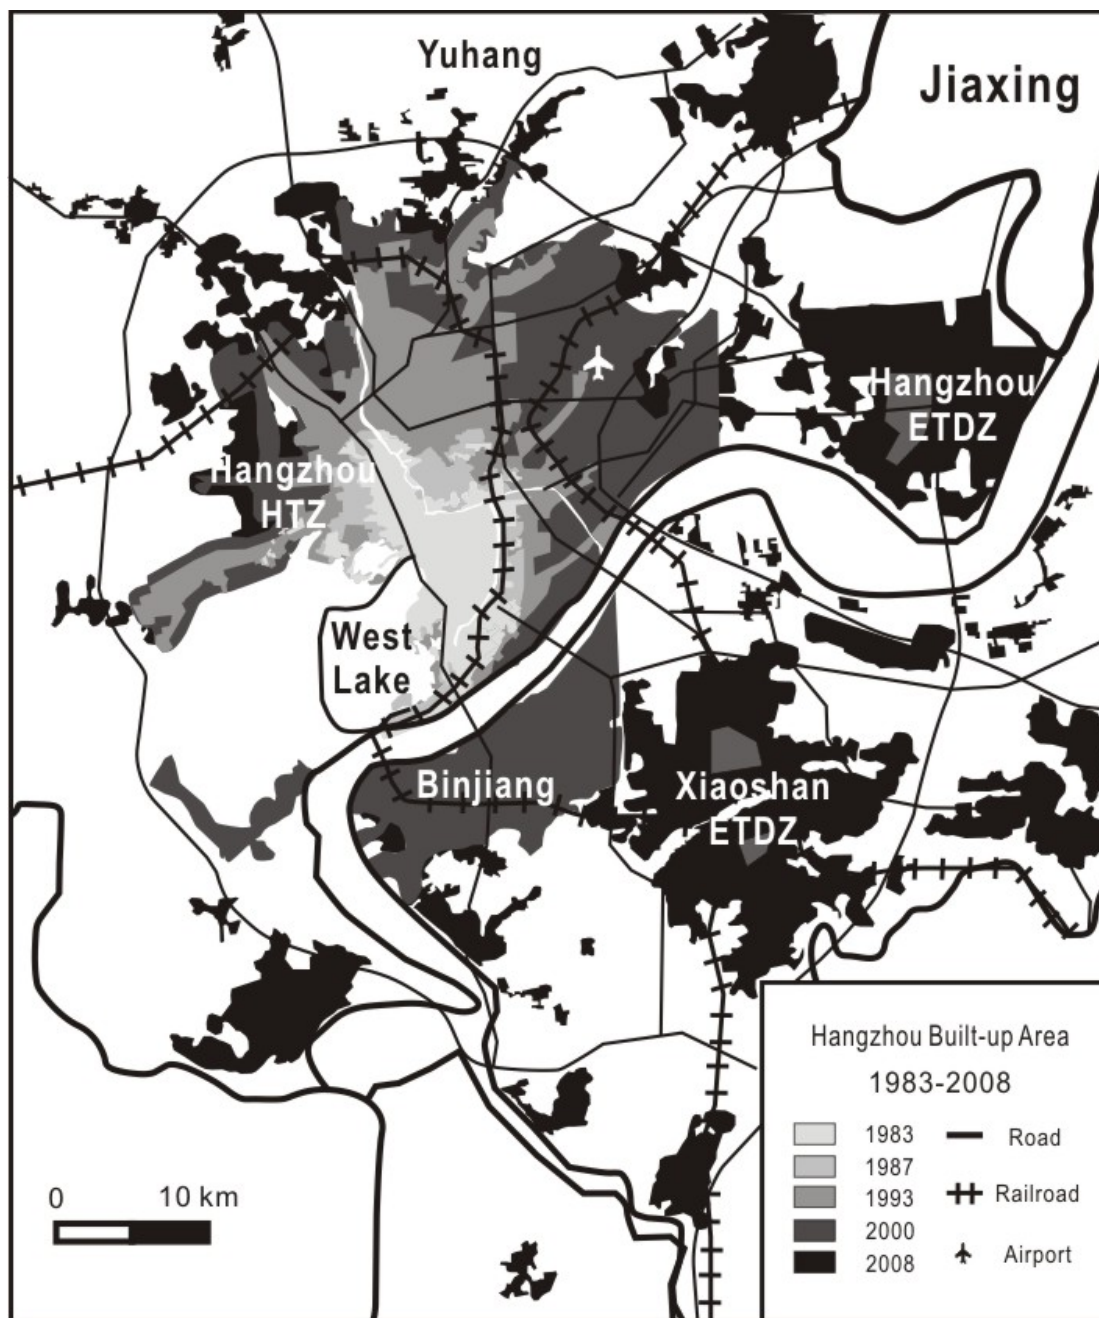 Yuhang
Jiaxing
Hangzhou
ETDZ
Hangzhou
HTZ
West
Lake
Binjiang
Xiaoshan
ETDZ
Hangzhou Built-up Area
1983-2008
1983
Road
1987
1993
Railroad
2000
2008
Airport
0 10 km